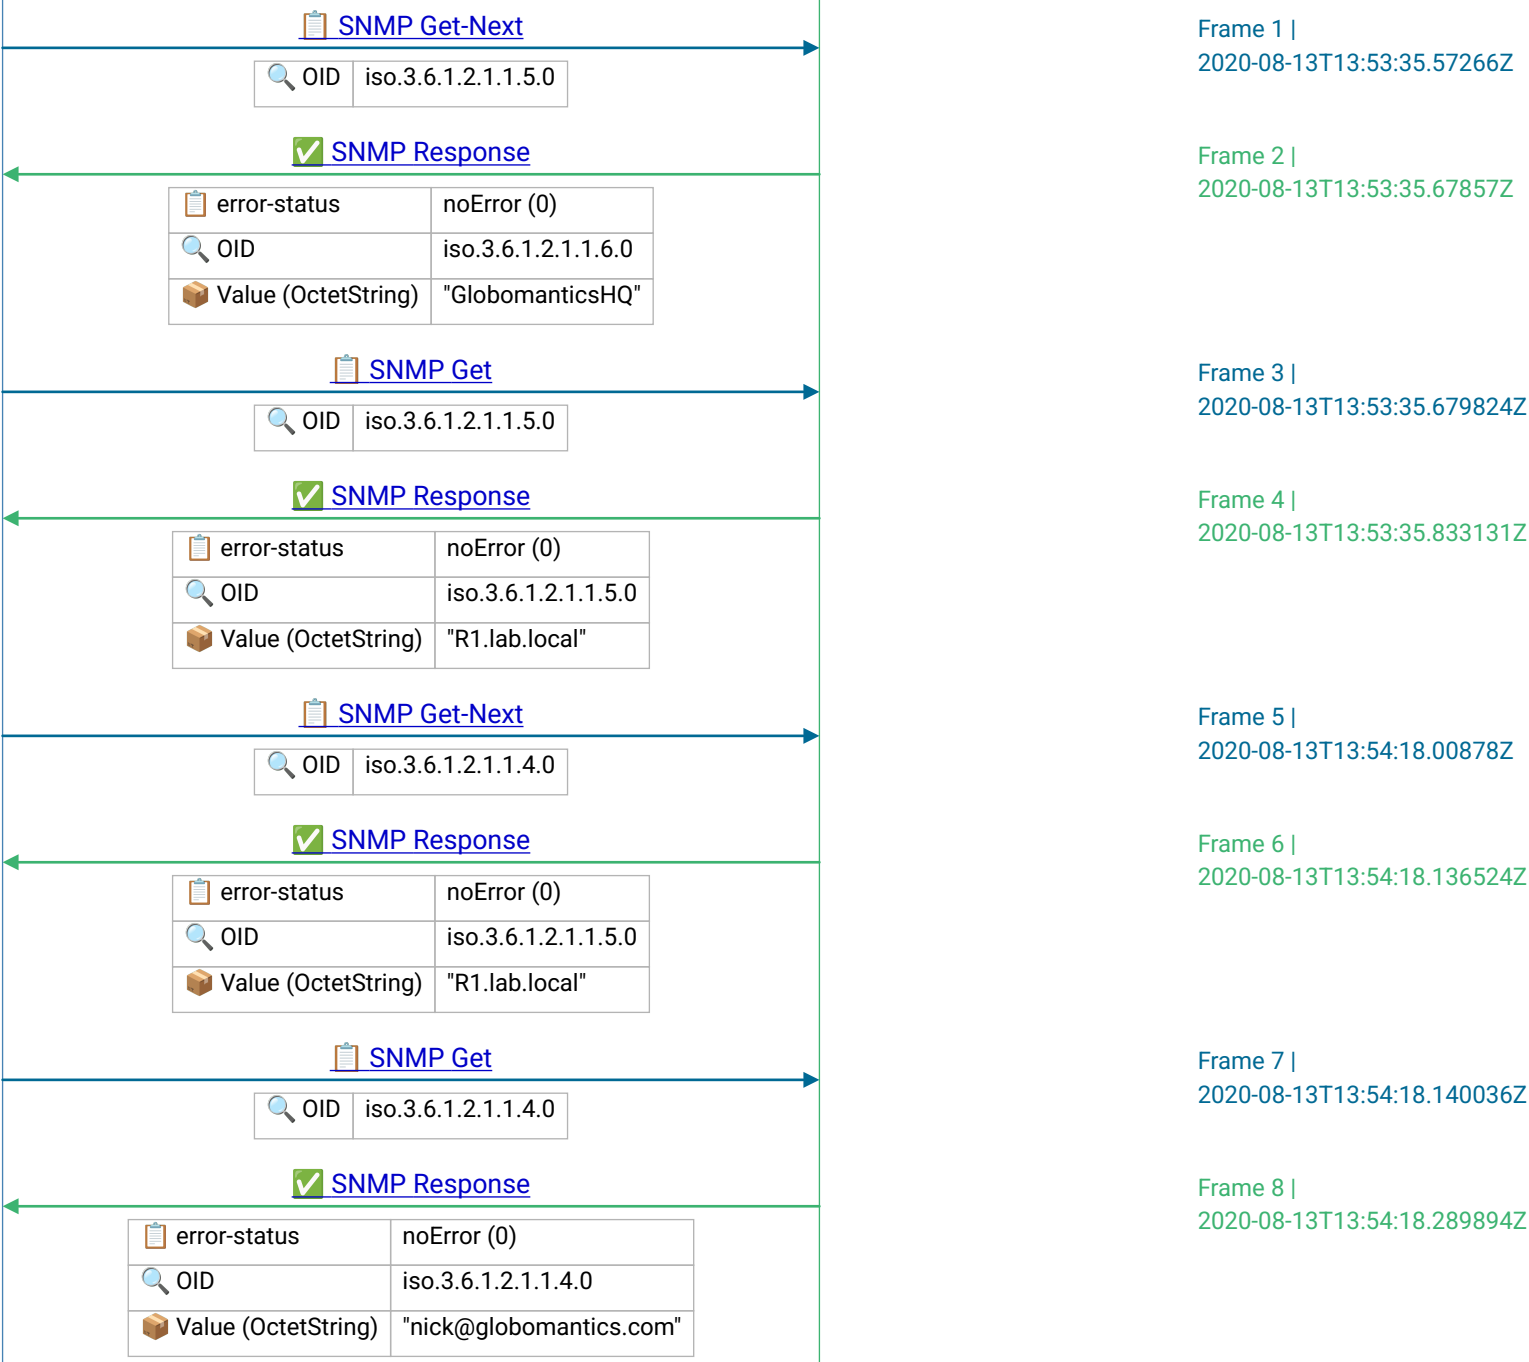 SNMP Get-Next
Frame 1 |
2020-08-13T13:53:35.57266Z
OID iso.3.6.1.2.1.1.5.0
SNMP Response
Frame 2 |
2020-08-13T13:53:35.67857Z
error-status noError (0)
OID iso.3.6.1.2.1.1.6.0
Value (OctetString) "GlobomanticsHQ"
SNMP Get
Frame 3 |
2020-08-13T13:53:35.679824Z
OID iso.3.6.1.2.1.1.5.0
SNMP Response
Frame 4 |
2020-08-13T13:53:35.833131Z
error-status noError (0)
OID iso.3.6.1.2.1.1.5.0
Value (OctetString) "R1.lab.local"
SNMP Get-Next
Frame 5 |
2020-08-13T13:54:18.00878Z
OID iso.3.6.1.2.1.1.4.0
SNMP Response
Frame 6 |
2020-08-13T13:54:18.136524Z
error-status noError (0)
OID iso.3.6.1.2.1.1.5.0
Value (OctetString) "R1.lab.local"
SNMP Get
Frame 7 |
2020-08-13T13:54:18.140036Z
OID iso.3.6.1.2.1.1.4.0
SNMP Response
Frame 8 |
2020-08-13T13:54:18.289894Z
error-status noError (0)
OID iso.3.6.1.2.1.1.4.0
Value (OctetString) "nick@globomantics.com"